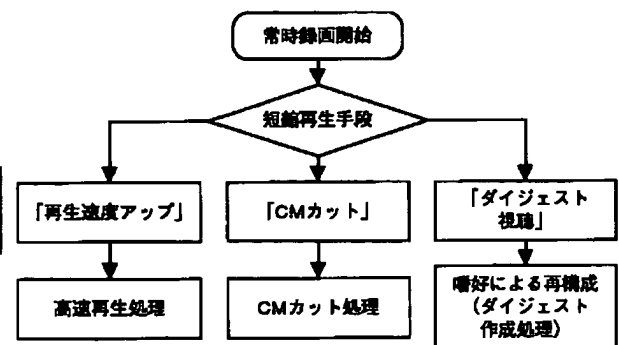 常時録画開始
短縮再生手段
「再生速度アップ」
「CMカット」
「ダイジェスト
視聴」
高速再生処理
CMカット処理
嗜好による再構成
(ダイジェスト
作成処理)